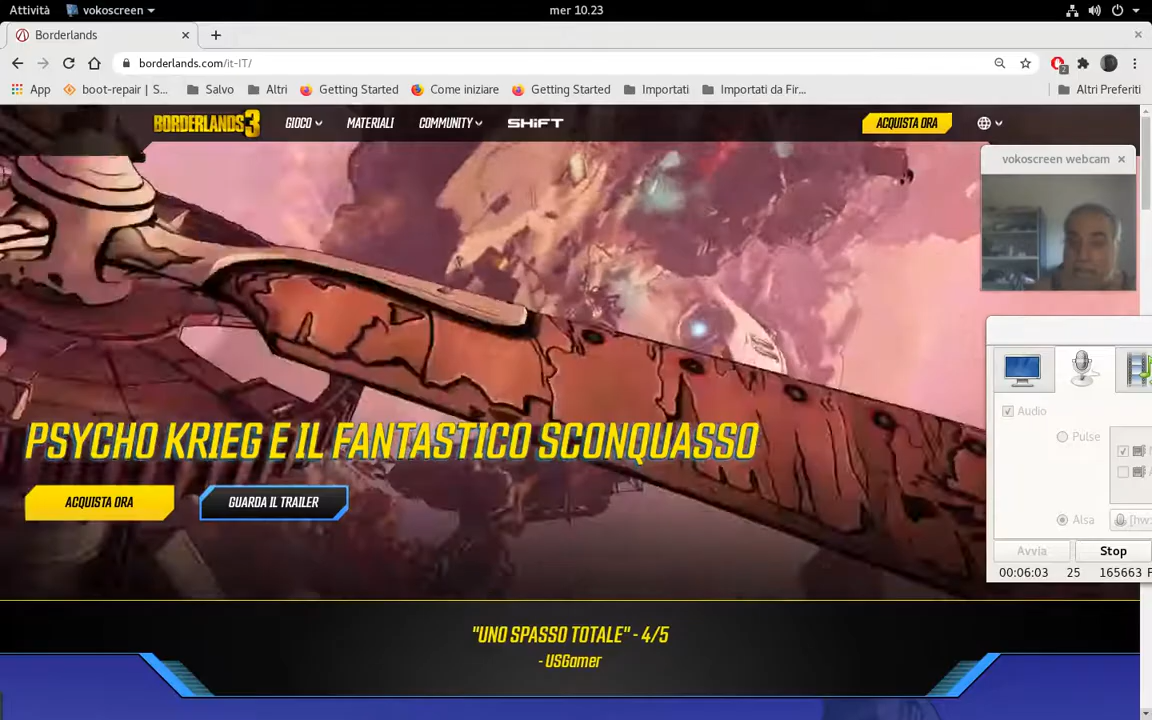 Attività vokoscreen mer 10.23
Borderlands
borderlands.com/it-IT/
2
App boot-repair | S... Salvo Altri Getting Started Come iniziare Getting Started Importati Importati da Fir... Altri Preferiti
BORDERLANDS 3 GIOCO MATERIALI COMMUNITY SHiFT ACQUISTA ORA
vokoscreen webcam
PSYCHO KRIEG E IL FANTASTICO SCONQUASSO
ACQUISTA ORA GUARDA IL TRAILER
Audio
Pulse
Alsa [hw:
Avvia Stop
00:06:03 25 165663
"UNO SPASSO TOTALE" - 4/5
- USGamer